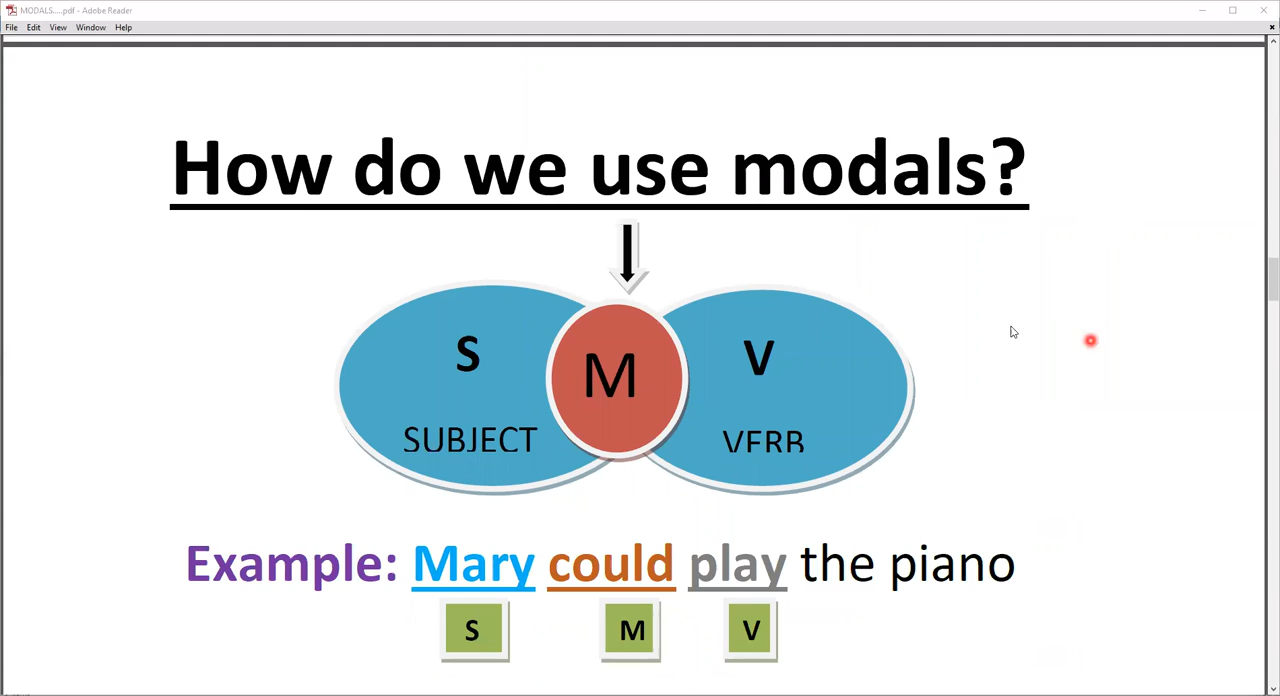 MODALS.....pdf - Adobe Reader
File Edit View Window Help
How do we use modals?
S M V
SUBJECT VERB
Example: Mary could play the piano
S M V